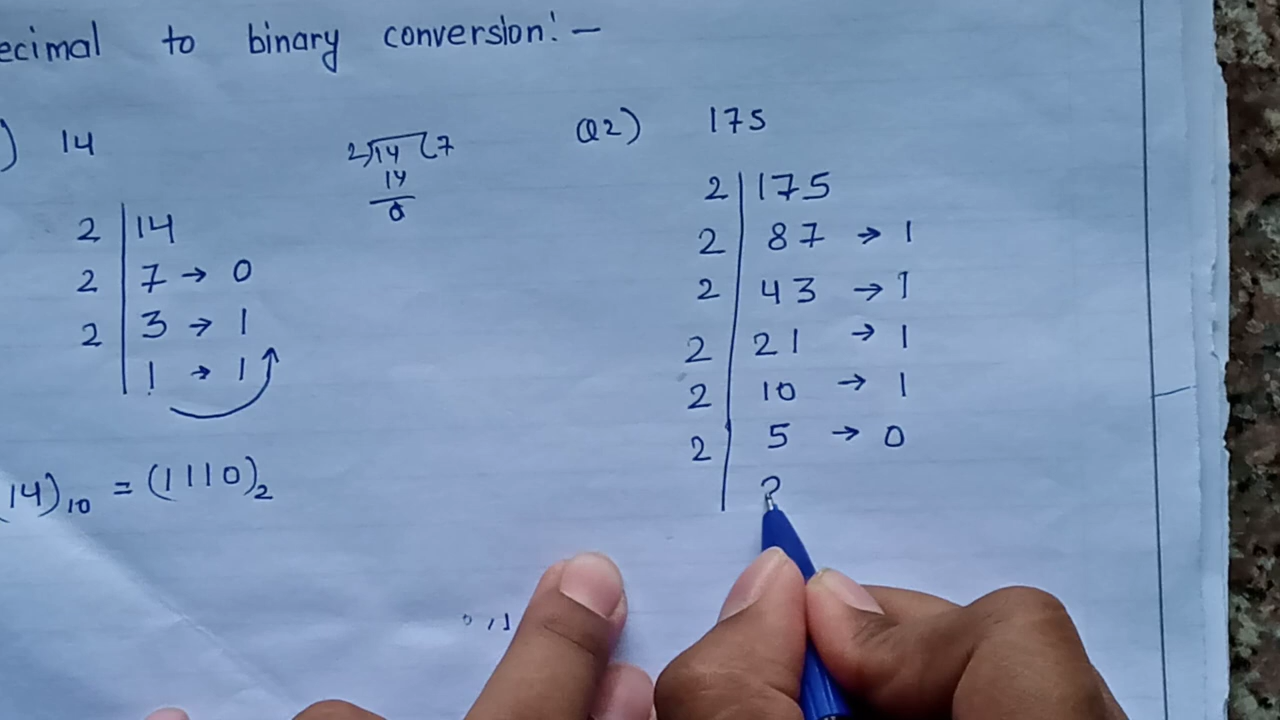 ecimal to binary conversion:-
) 14
2)14(7
14
0
2 | 14
2 | 7 → 0
2 | 3 → 1
1 → 1
14)10 = (1110)2
Q2) 175
2 | 175
2 | 87 → 1
2 | 43 → 1
2 | 21 → 1
2 | 10 → 1
2 | 5 → 0